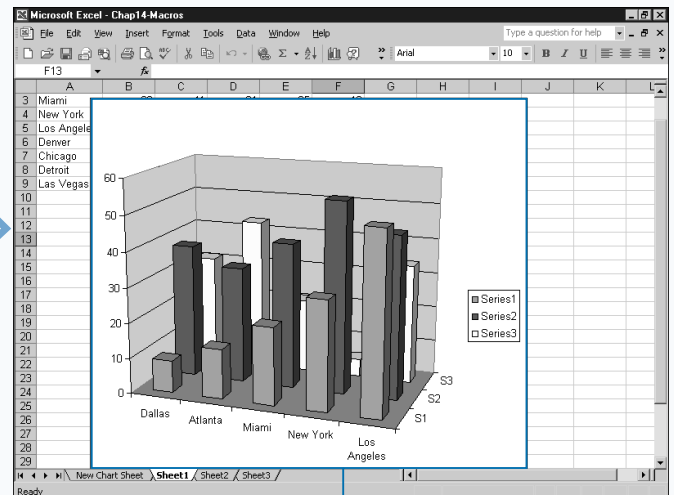 Microsoft Excel - Chap14-Macros
File Edit View Insert Format Tools Data Window Help Type a question for help
Arial 10 B I U
F13 fx
A B C D E F G H I J K L
3 Miami
4 New York
5 Los Angele
6 Denver
7 Chicago
8 Detroit
9 Las Vegas
10
11
12
13
14
15
16
17
18
19
20
21
22
23
24
25
26
27
28
29
60
50
40
30
20
10
0
Dallas
Atlanta
Miami
New York
Los
Angeles
S1
S2
S3
Series1
Series2
Series3
New Chart Sheet Sheet1 Sheet2 Sheet3
Ready